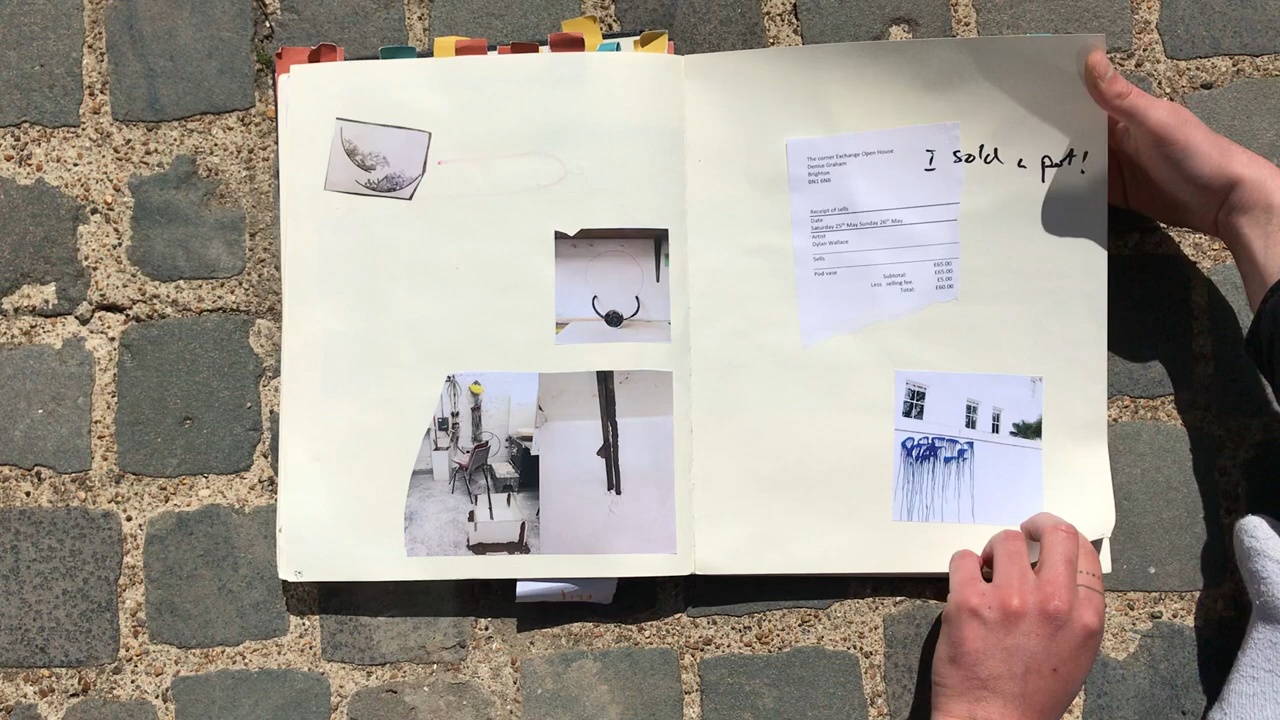 The corner Exchange Open House
Denise Graham
Brighton
BN1 6NB
I sold a pot!
Receipt of sells
Date
Saturday 25th May Sunday 26th May
Artist
Dylan Wallace
Sells
£65.00
Pod vase Subtotal: £65.00
Less selling fee. £5.00
Total: £60.00